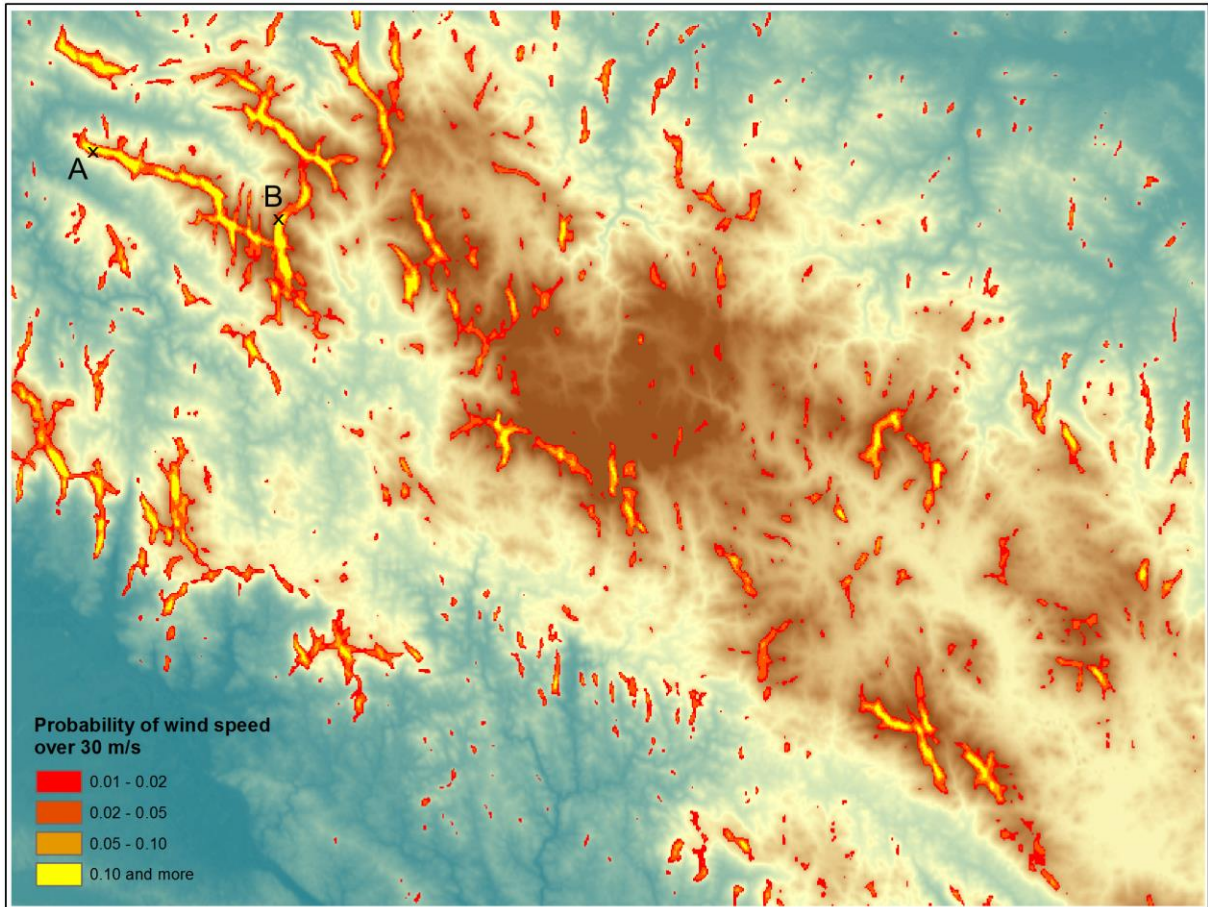 A
B
Probability of wind speed
over 30 m/s
0.01 - 0.02
0.02 - 0.05
0.05 - 0.10
0.10 and more